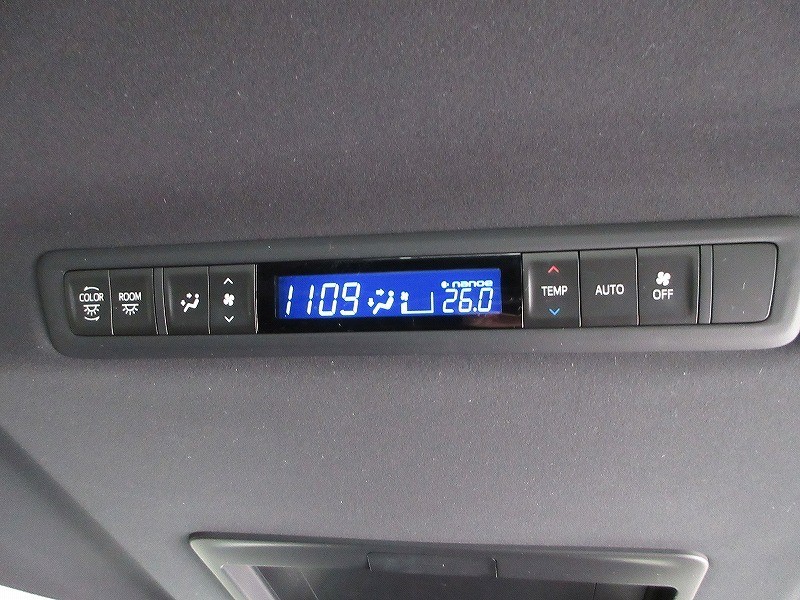 COLOR
ROOM
nanoe
1109
26.0
TEMP
AUTO
OFF